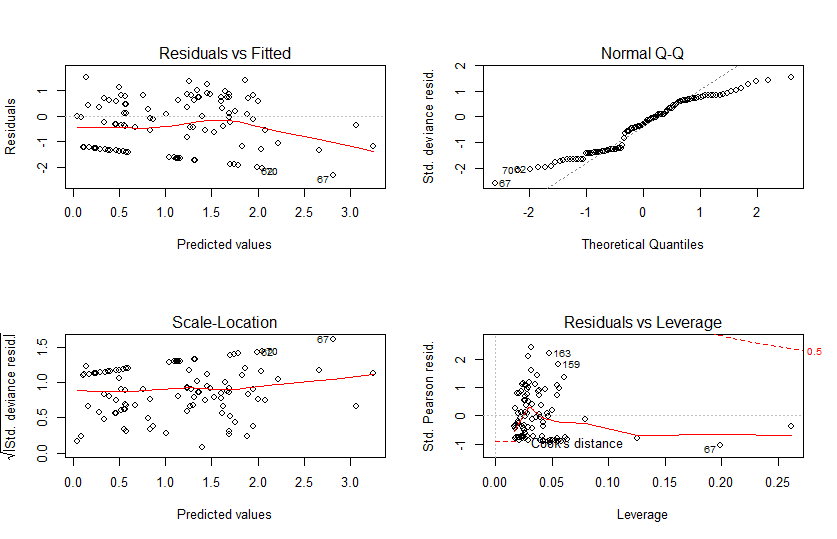 Residuals vs Fitted
Residuals
1
0
-1
-2
67
0.0 0.5 1.0 1.5 2.0 2.5 3.0
Predicted values
Normal Q-Q
Std. deviance resid.
2
1
0
-1
-2
67
-2 -1 0 1 2
Theoretical Quantiles
Scale-Location
√|Std. deviance resid.|
1.5
1.0
0.5
0.0
67
0.0 0.5 1.0 1.5 2.0 2.5 3.0
Predicted values
Residuals vs Leverage
Std. Pearson resid.
2
1
0
-1
163
159
67
0.5
Cook's distance
0.00 0.05 0.10 0.15 0.20 0.25
Leverage